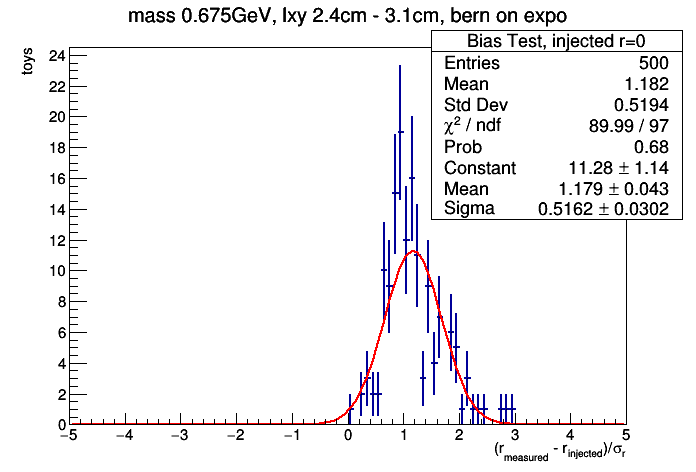 mass 0.675GeV, lxy 2.4cm - 3.1cm, bern on expo
Bias Test, injected r=0
Entries 500
Mean 1.182
Std Dev 0.5194
χ² / ndf 89.99 / 97
Prob 0.68
Constant 11.28 ± 1.14
Mean 1.179 ± 0.043
Sigma 0.5162 ± 0.0302
toys
24
22
20
18
16
14
12
10
8
6
4
2
0
−5 −4 −3 −2 −1 0 1 2 3 4 5
(r_measured - r_injected)/σ_r